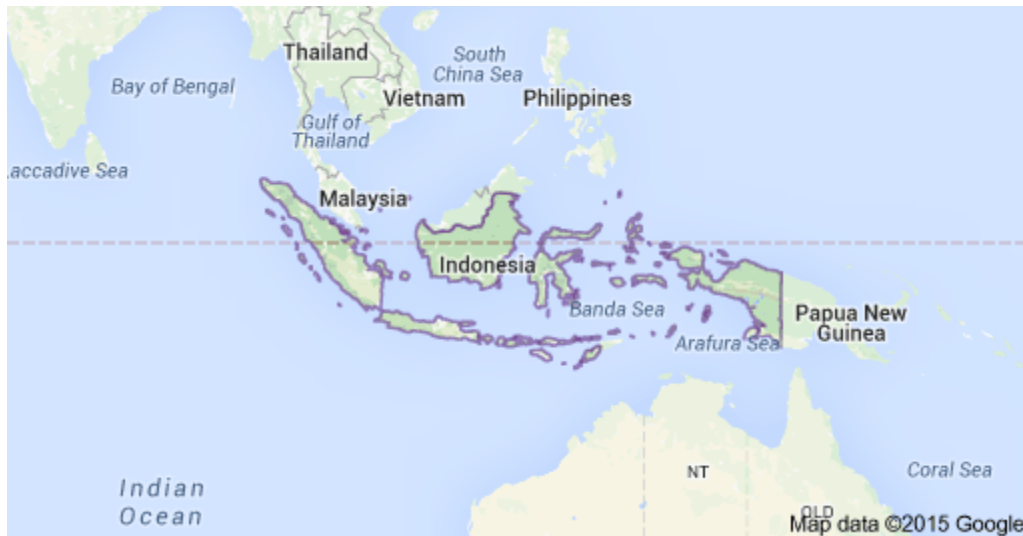 Thailand
South
China Sea
Bay of Bengal
Vietnam
Philippines
Gulf of
Thailand
accadive Sea
Malaysia
Indonesia
Banda Sea
Papua New
Guinea
Arafura Sea
NT
Coral Sea
Indian
Ocean
QLD
Map data ©2015 Google